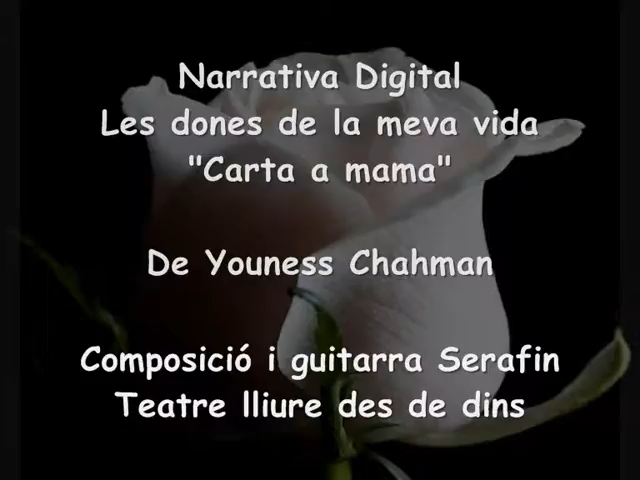 Narrativa Digital
Les dones de la meva vida
"Carta a mama"
De Youness Chahman
Composició i guitarra Serafin
Teatre lliure des de dins